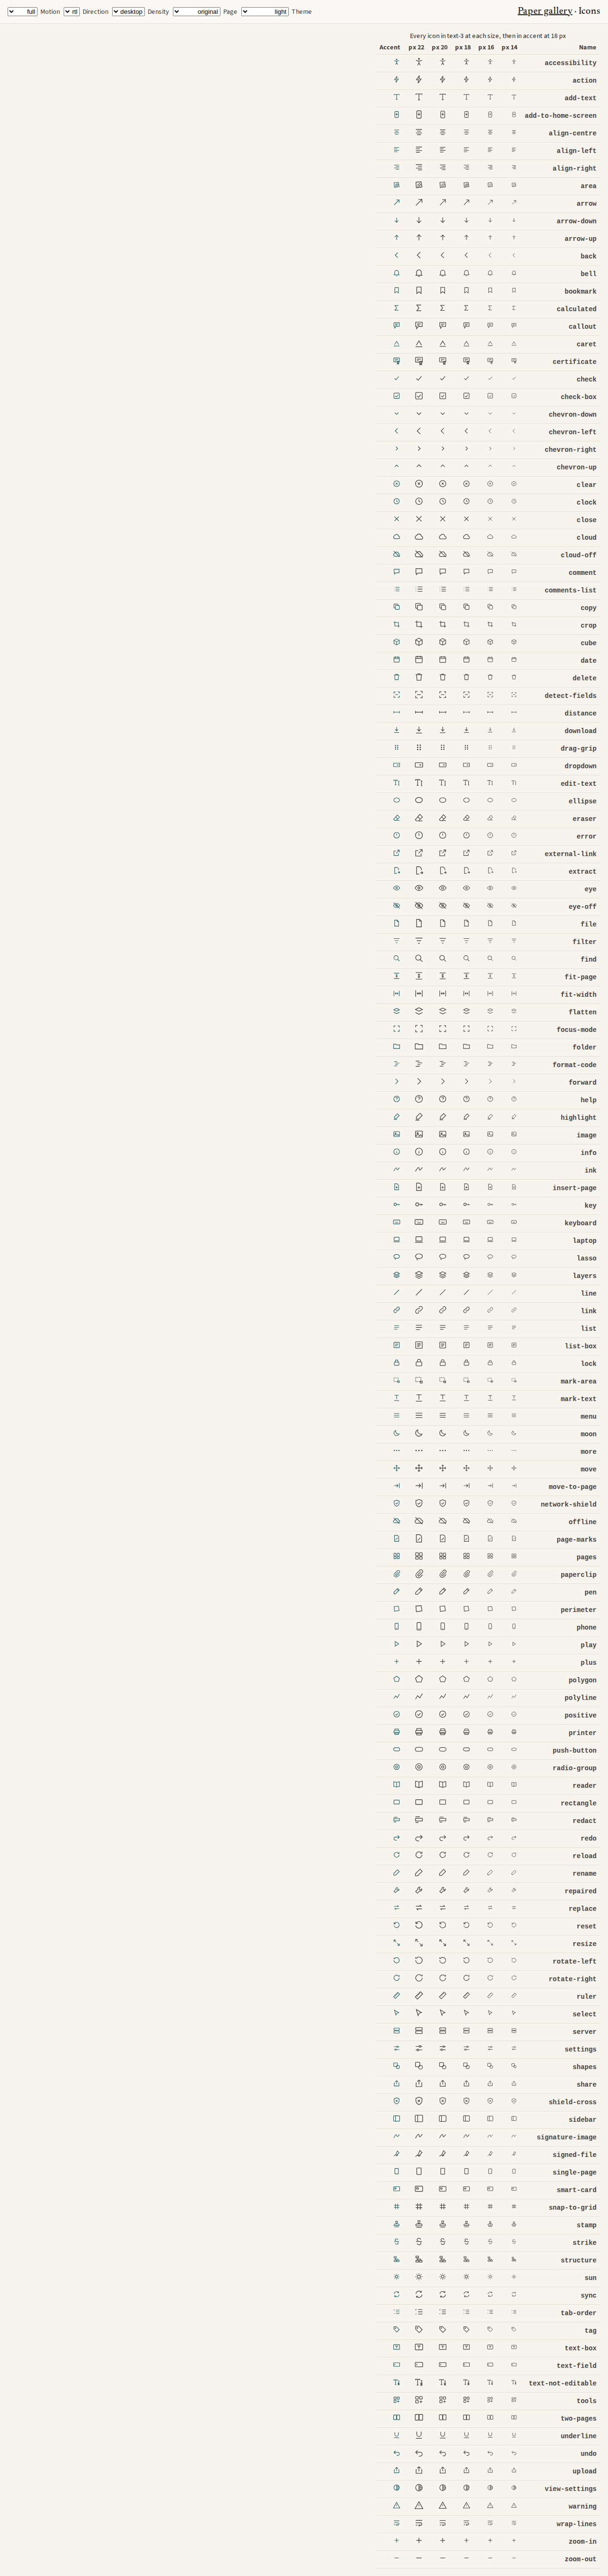 Paper gallery · Icons
Theme light Page original Density desktop Direction rtl Motion full
Every icon in text-3 at each size, then in accent at 18 px
Name 14 px 16 px 18 px 20 px 22 px Accent
accessibility
action
add-text
add-to-home-screen
align-centre
align-left
align-right
area
arrow
arrow-down
arrow-up
back
bell
bookmark
calculated
callout
caret
certificate
check
check-box
chevron-down
chevron-left
chevron-right
chevron-up
clear
clock
close
cloud
cloud-off
comment
comments-list
copy
crop
cube
date
delete
detect-fields
distance
download
drag-grip
dropdown
edit-text
ellipse
eraser
error
external-link
extract
eye
eye-off
file
filter
find
fit-page
fit-width
flatten
focus-mode
folder
format-code
forward
help
highlight
image
info
ink
insert-page
key
keyboard
laptop
lasso
layers
line
link
list
list-box
lock
mark-area
mark-text
menu
moon
more
move
move-to-page
network-shield
offline
page-marks
pages
paperclip
pen
perimeter
phone
play
plus
polygon
polyline
positive
printer
push-button
radio-group
reader
rectangle
redact
redo
reload
rename
repaired
replace
reset
resize
rotate-left
rotate-right
ruler
select
server
settings
shapes
share
shield-cross
sidebar
signature-image
signed-file
single-page
smart-card
snap-to-grid
stamp
strike
structure
sun
sync
tab-order
tag
text-box
text-field
text-not-editable
tools
two-pages
underline
undo
upload
view-settings
warning
wrap-lines
zoom-in
zoom-out